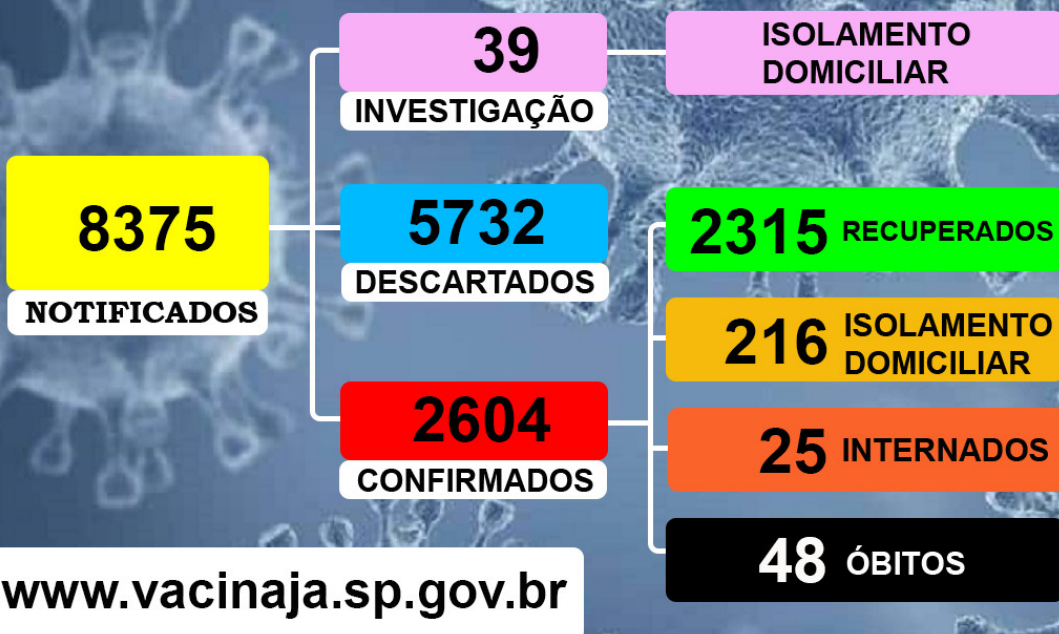 8375
NOTIFICADOS
39
INVESTIGAÇÃO
ISOLAMENTO
DOMICILIAR
5732
DESCARTADOS
2604
CONFIRMADOS
2315 RECUPERADOS
216 ISOLAMENTO
DOMICILIAR
25 INTERNADOS
48 ÓBITOS
www.vacinaja.sp.gov.br